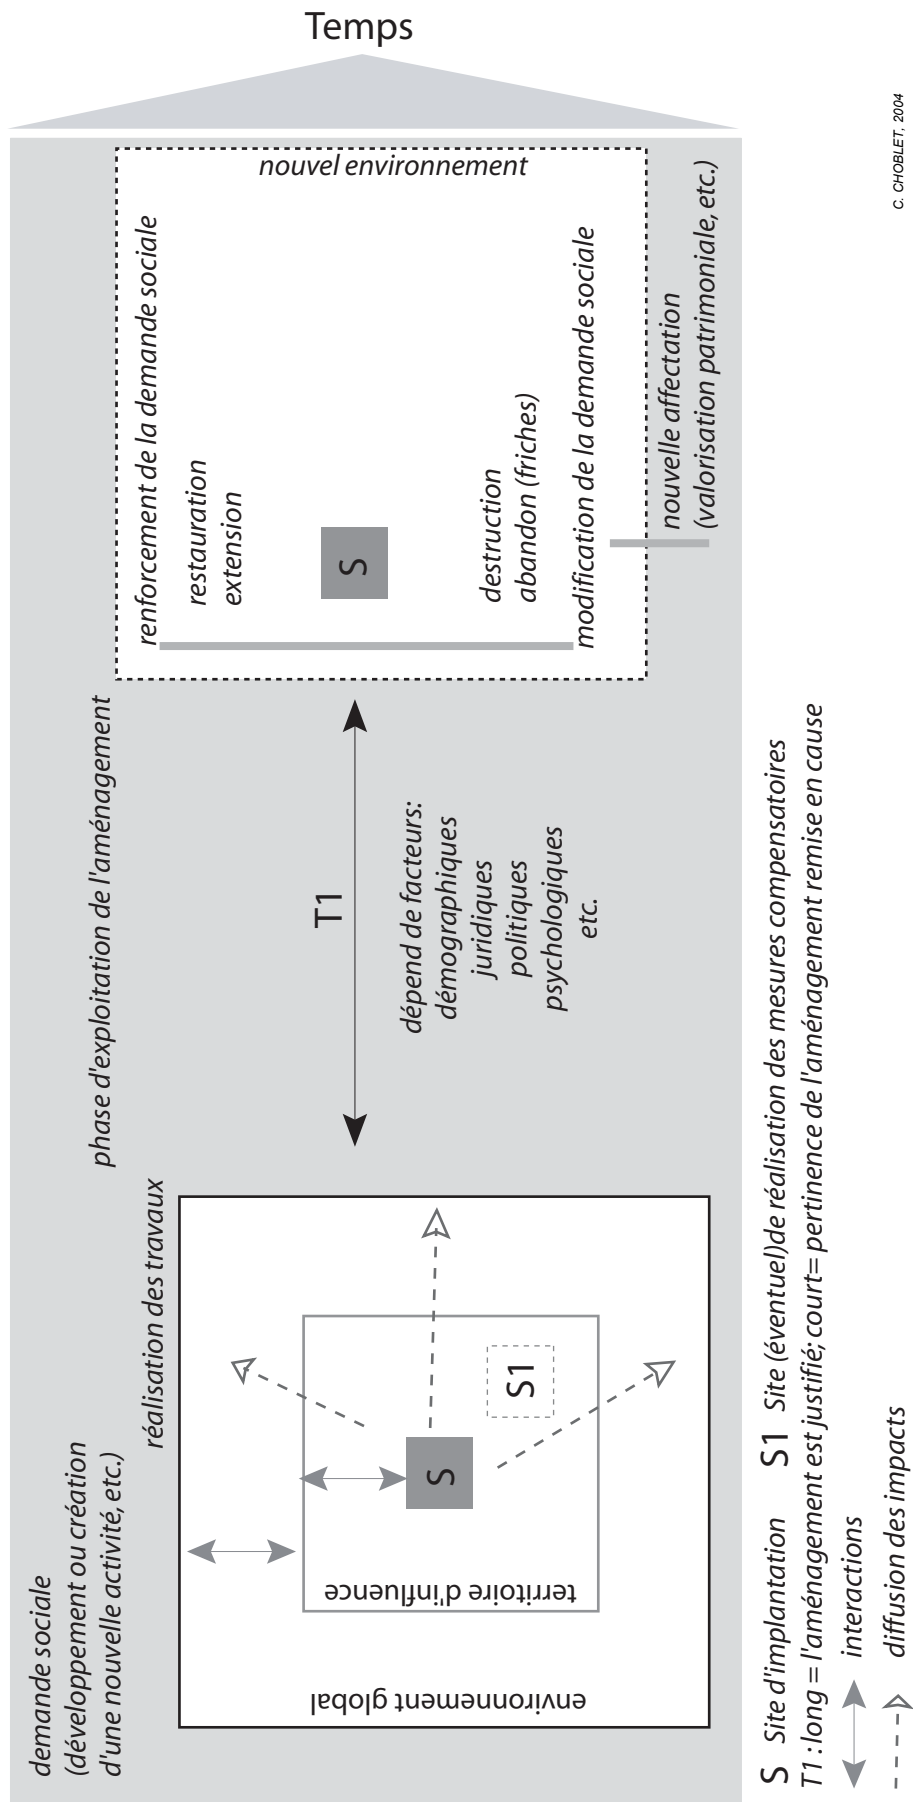 Temps
demande sociale
(développement ou création
d'une nouvelle activité, etc.)
réalisation des travaux
environnement global
territoire d'influence
S
S1
phase d'exploitation de l'aménagement
T1
dépend de facteurs:
démographiques
juridiques
politiques
psychologiques
etc.
nouvel environnement
renforcement de la demande sociale
restauration
extension
S
destruction
abandon (friches)
modification de la demande sociale
nouvelle affectation
(valorisation patrimoniale, etc.)
S Site d'implantation S1 Site (éventuel)de réalisation des mesures compensatoires
T1 : long = l'aménagement est justifié; court= pertinence de l'aménagement remise en cause
interactions
diffusion des impacts
C. CHOBLET, 2004